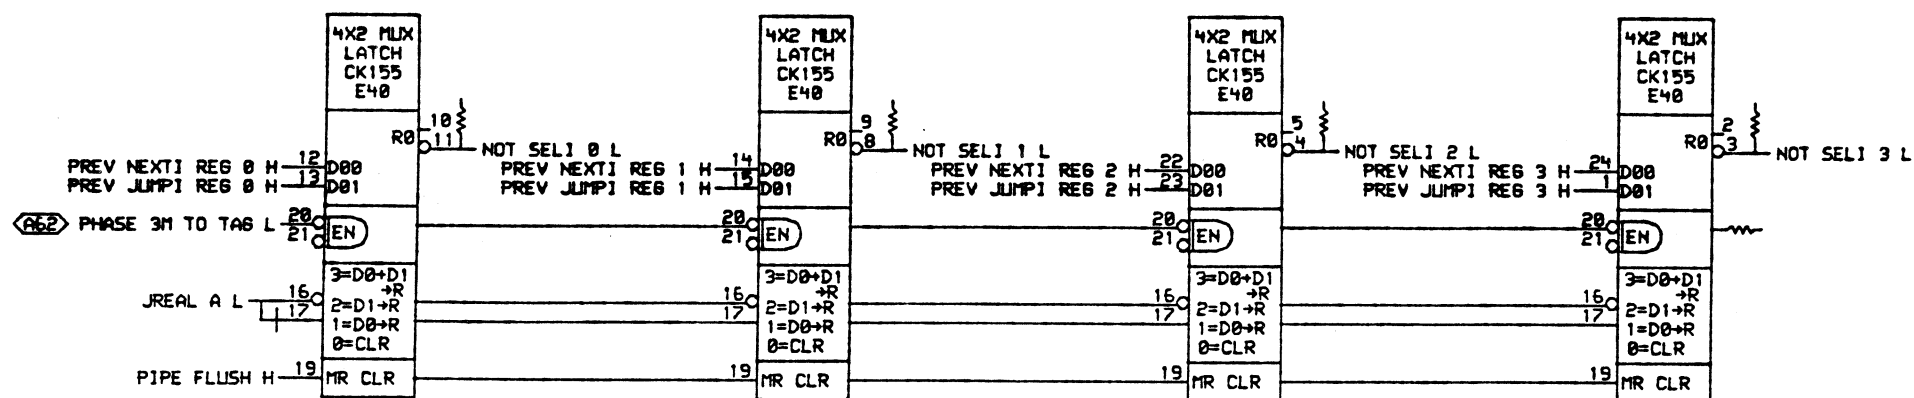 4X2 MUX
LATCH
CK155
E40
R0
10
11
NOT SELI 0 L
PREV NEXTI REG 0 H
12
D00
PREV JUMPI REG 0 H
13
D01
A62
PHASE 3M TO TAG L
20
21
EN
JREAL A L
16
17
3=D0+D1
→R
2=D1→R
1=D0→R
0=CLR
PIPE FLUSH H
19
MR CLR
4X2 MUX
LATCH
CK155
E40
R0
9
8
NOT SELI 1 L
PREV NEXTI REG 1 H
14
D00
PREV JUMPI REG 1 H
15
D01
20
21
EN
16
17
3=D0+D1
→R
2=D1→R
1=D0→R
0=CLR
19
MR CLR
4X2 MUX
LATCH
CK155
E40
R0
5
4
NOT SELI 2 L
PREV NEXTI REG 2 H
22
D00
PREV JUMPI REG 2 H
23
D01
20
21
EN
16
17
3=D0+D1
→R
2=D1→R
1=D0→R
0=CLR
19
MR CLR
4X2 MUX
LATCH
CK155
E40
R0
2
3
NOT SELI 3 L
PREV NEXTI REG 3 H
24
D00
PREV JUMPI REG 3 H
1
D01
20
21
EN
16
17
3=D0+D1
→R
2=D1→R
1=D0→R
0=CLR
19
MR CLR